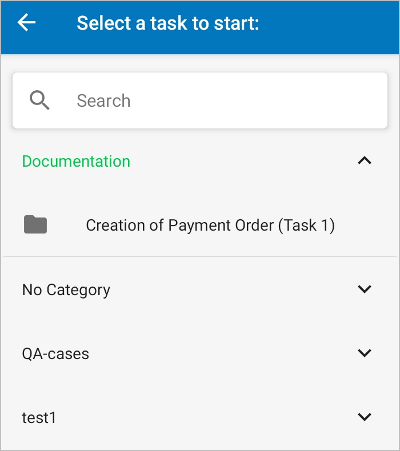 Select a task to start:
Search
Documentation
Creation of Payment Order (Task 1)
No Category
QA-cases
test1